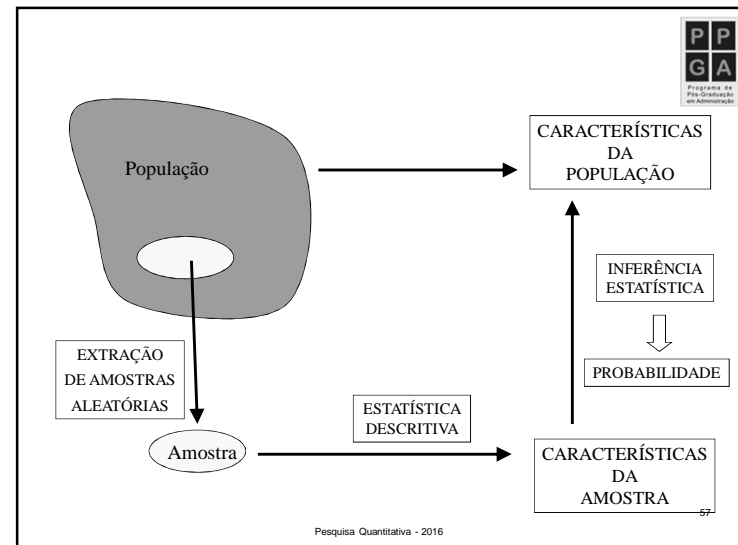 P P
G A
Programa de
Pós-Graduação
em Administração
População
CARACTERÍSTICAS
DA
POPULAÇÃO
INFERÊNCIA
ESTATÍSTICA
PROBABILIDADE
EXTRAÇÃO
DE AMOSTRAS
ALEATÓRIAS
ESTATÍSTICA
DESCRITIVA
Amostra
CARACTERÍSTICAS
DA
AMOSTRA
57
Pesquisa Quantitativa - 2016